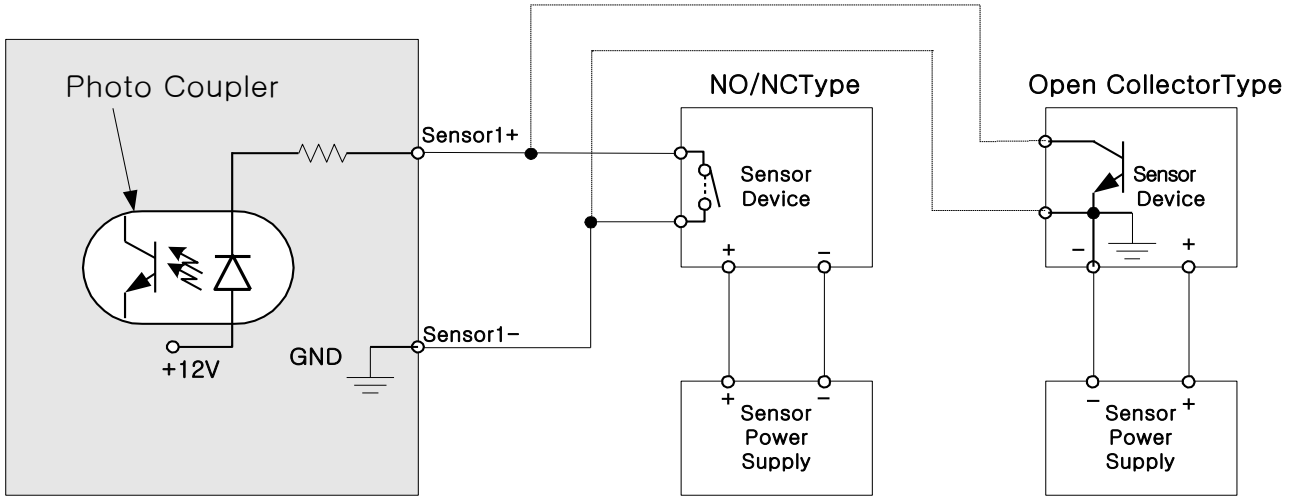 Photo Coupler
Sensor1+
+12V
GND
Sensor1−
NO/NCType
Sensor
Device
+ −
+ −
Sensor
Power
Supply
Open CollectorType
Sensor
Device
− +
− +
Sensor
Power
Supply